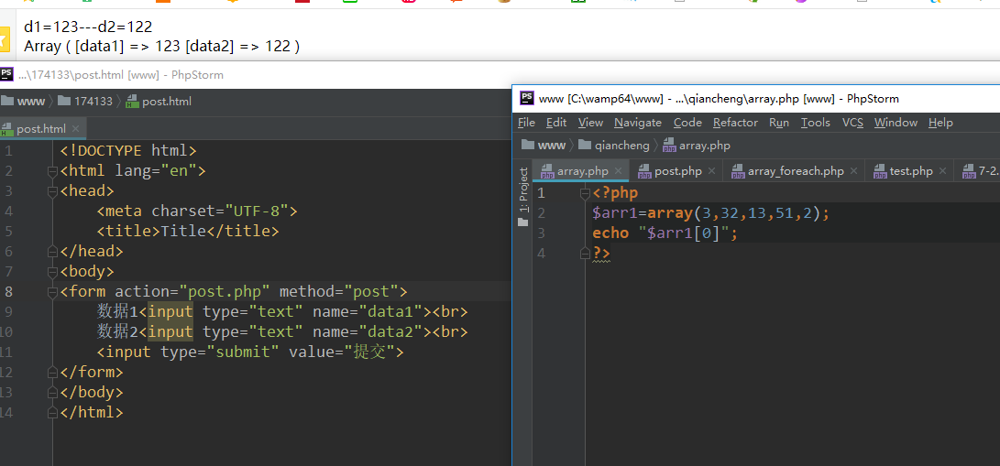 d1=123---d2=122
Array ( [data1] => 123 [data2] => 122 )
PS ...\174133\post.html [www] - PhpStorm
www 174133 post.html
post.html
1 <!DOCTYPE html>
2 <html lang="en">
3 <head>
4 <meta charset="UTF-8">
5 <title>Title</title>
6 </head>
7 <body>
8 <form action="post.php" method="post">
9 数据1<input type="text" name="data1"><br>
10 数据2<input type="text" name="data2"><br>
11 <input type="submit" value="提交">
12 </form>
13 </body>
14 </html>
PS www [C:\wamp64\www] - ...\qiancheng\array.php [www] - PhpStorm
File Edit View Navigate Code Refactor Run Tools VCS Window Help
www qiancheng array.php
array.php post.php array_foreach.php test.php 7-2.
1: Project
1 <?php
2 $arr1=array(3,32,13,51,2);
3 echo "$arr1[0]";
4 ?>